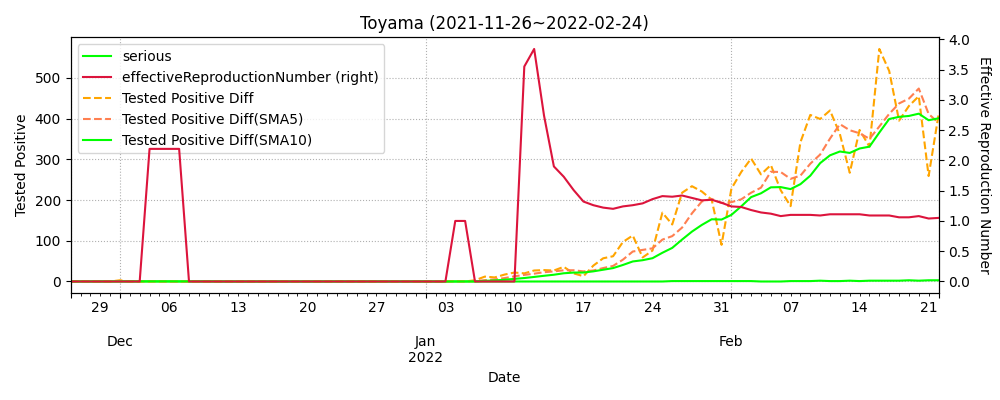 Toyama (2021-11-26~2022-02-24)
serious
effectiveReproductionNumber (right)
Tested Positive Diff
Tested Positive Diff(SMA5)
Tested Positive Diff(SMA10)
Tested Positive
500
400
300
200
100
0
4.0
3.5
3.0
2.5
2.0
1.5
1.0
0.5
0.0
Effective Reproduction Number
29 06 13 20 27 03 10 17 24 31 07 14 21
Dec Jan Feb
2022
Date